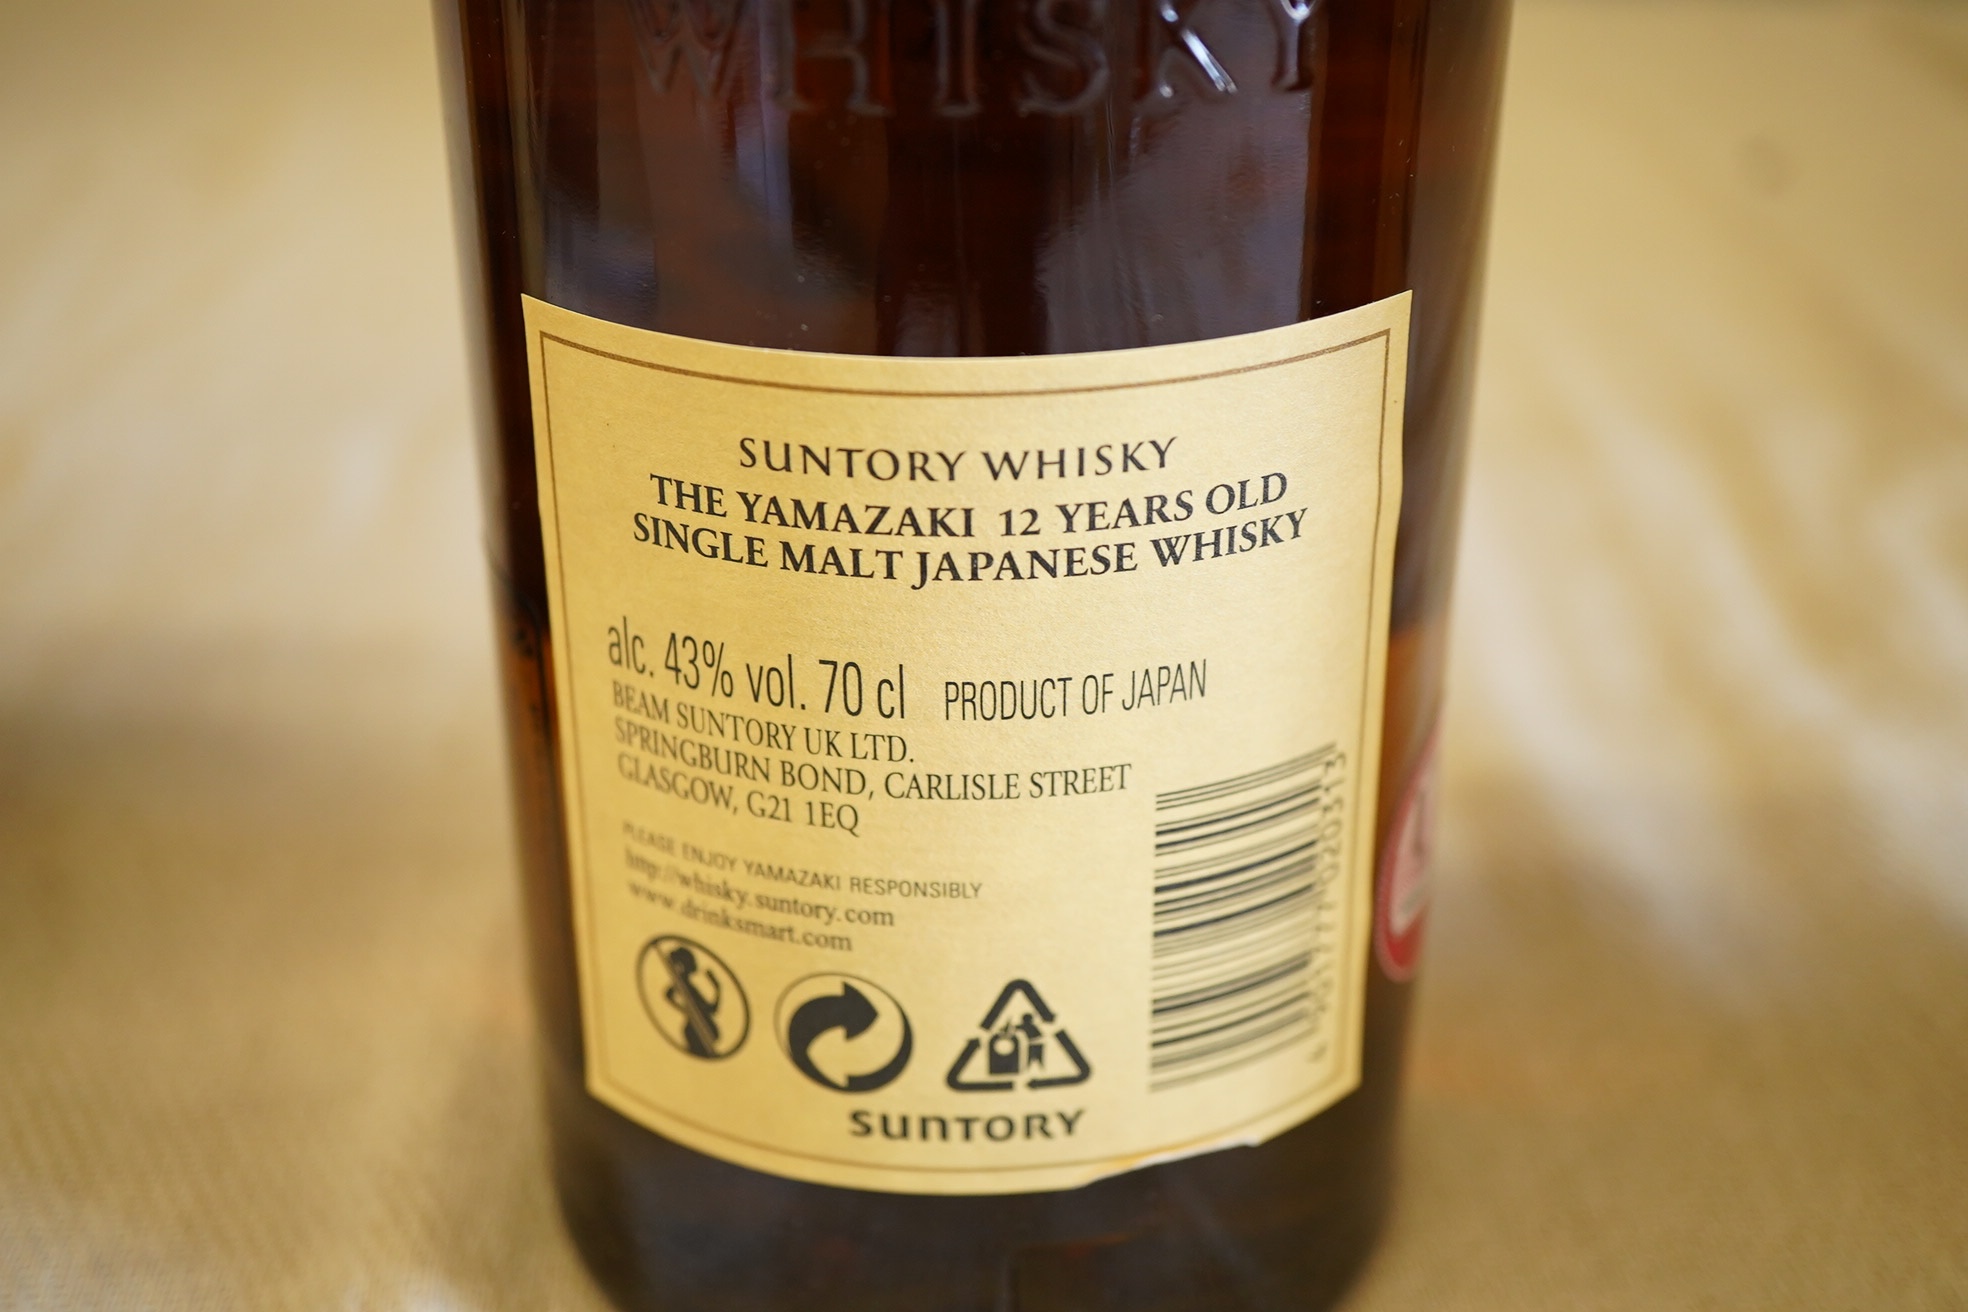 WHISKY
SUNTORY WHISKY
THE YAMAZAKI 12 YEARS OLD
SINGLE MALT JAPANESE WHISKY
alc. 43% vol. 70 cl PRODUCT OF JAPAN
BEAM SUNTORY UK LTD.
SPRINGBURN BOND, CARLISLE STREET
GLASGOW, G21 1EQ
PLEASE ENJOY YAMAZAKI RESPONSIBLY
http://whisky.suntory.com
www.drinksmart.com
SUNTORY